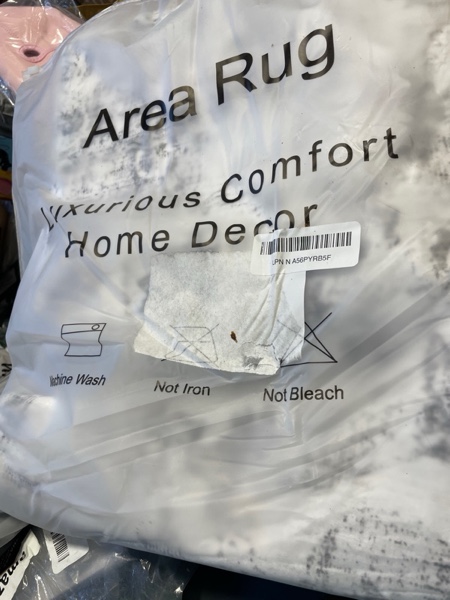 Area Rug
Luxurious Comfort
Home Decor
LPN N A56PYRB5F
Machine Wash
Not Iron
Not Bleach